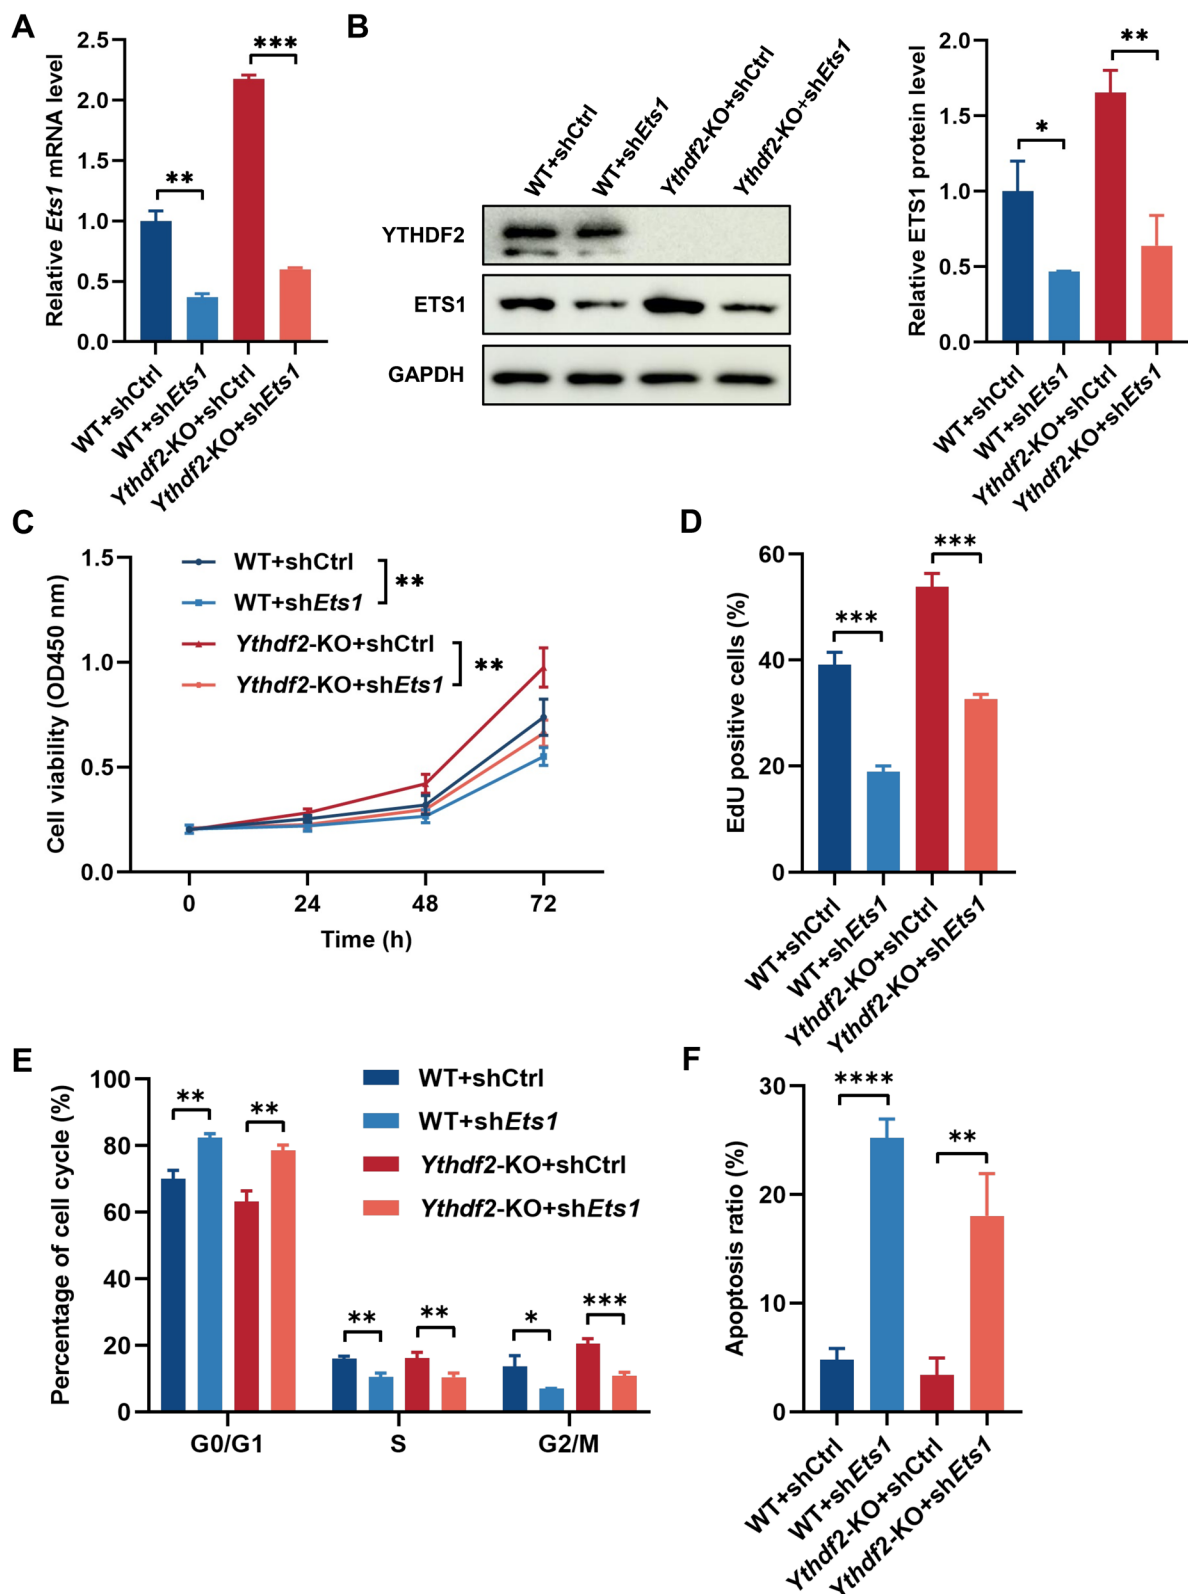 A
Relative Ets1 mRNA level
2.5
2.0
1.5
1.0
0.5
0.0
**
***
WT+shCtrl
WT+shEts1
Ythdf2-KO+shCtrl
Ythdf2-KO+shEts1
B
WT+shCtrl
WT+shEts1
Ythdf2-KO+shCtrl
Ythdf2-KO+shEts1
YTHDF2
ETS1
GAPDH
Relative ETS1 protein level
2.0
1.5
1.0
0.5
0.0
*
**
WT+shCtrl
WT+shEts1
Ythdf2-KO+shCtrl
Ythdf2-KO+shEts1
C
Cell viability (OD450 nm)
1.5
1.0
0.5
0.0
WT+shCtrl
WT+shEts1
**
Ythdf2-KO+shCtrl
Ythdf2-KO+shEts1
**
0 24 48 72
Time (h)
D
EdU positive cells (%)
60
40
20
0
***
***
WT+shCtrl
WT+shEts1
Ythdf2-KO+shCtrl
Ythdf2-KO+shEts1
E
Percentage of cell cycle (%)
100
80
60
40
20
0
** **
** **
* ***
WT+shCtrl
WT+shEts1
Ythdf2-KO+shCtrl
Ythdf2-KO+shEts1
G0/G1 S G2/M
F
Apoptosis ratio (%)
30
20
10
0
****
**
WT+shCtrl
WT+shEts1
Ythdf2-KO+shCtrl
Ythdf2-KO+shEts1